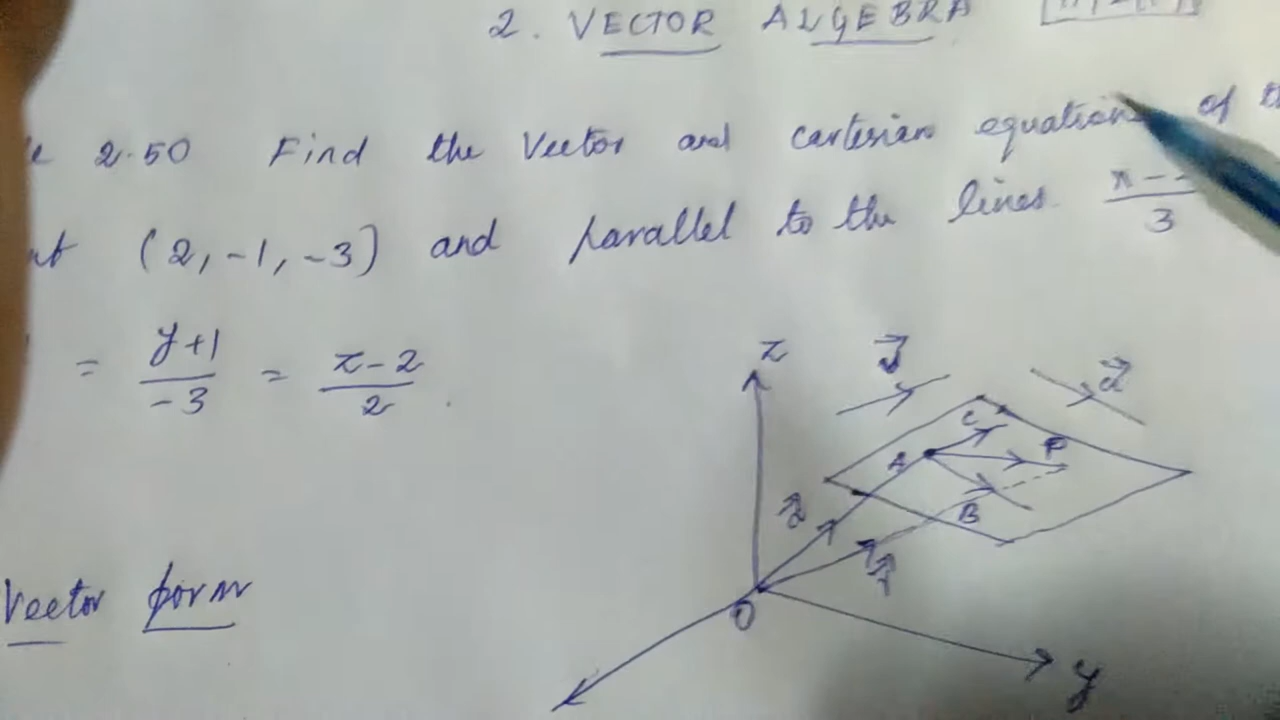 2. VECTOR ALGEBRA
2.50 Find the Vector and cartesian equation of
(2, -1, -3) and parallel to the lines x - / 3
= y+1 / -3 = z-2 / 2 .
z
A
C
P
B
O
y
Vector form